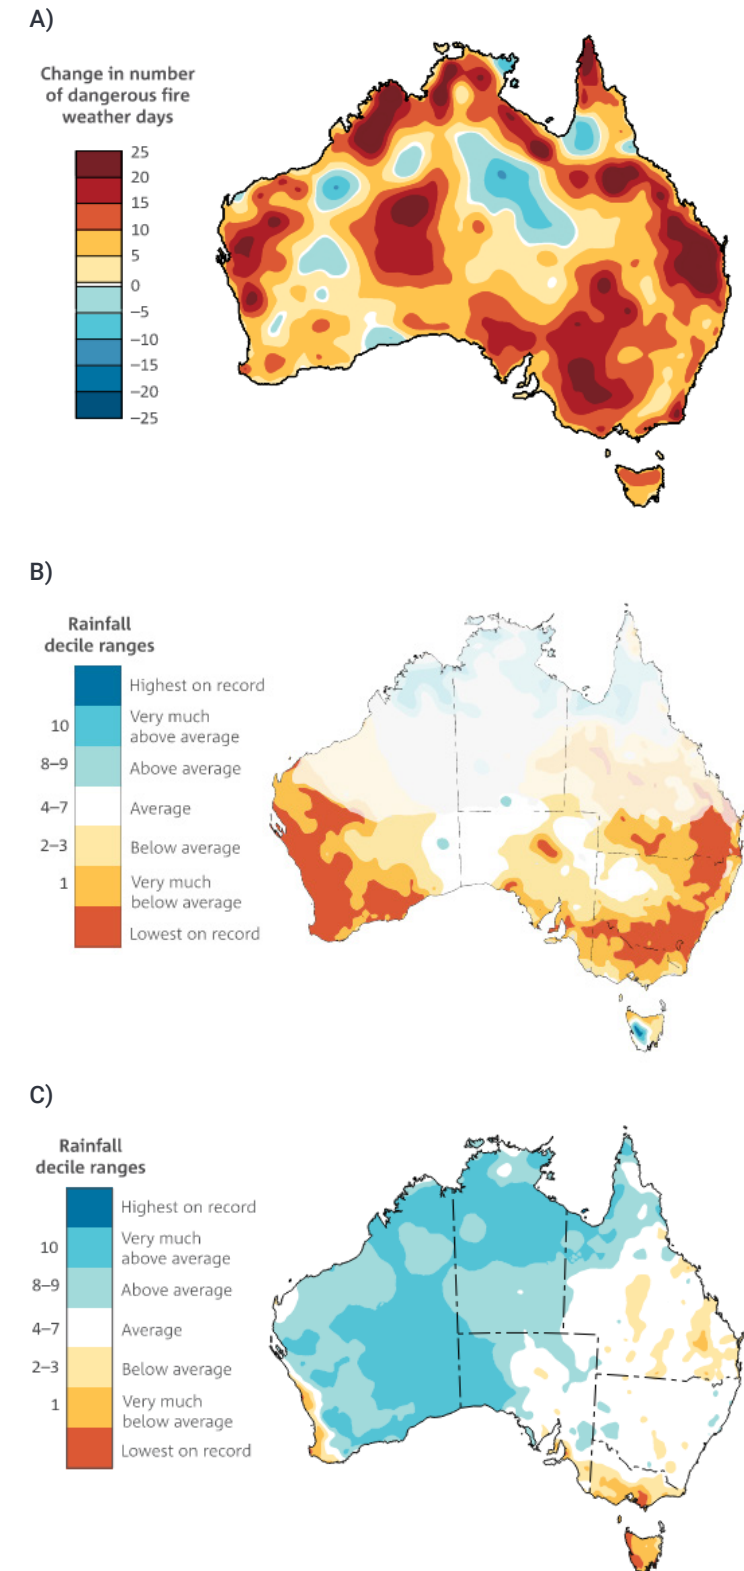 A)
Change in number
of dangerous fire
weather days
25
20
15
10
5
0
−5
−10
−15
−20
−25
B)
Rainfall
decile ranges
Highest on record
10 Very much
above average
8–9 Above average
4–7 Average
2–3 Below average
1 Very much
below average
Lowest on record
C)
Rainfall
decile ranges
Highest on record
10 Very much
above average
8–9 Above average
4–7 Average
2–3 Below average
1 Very much
below average
Lowest on record